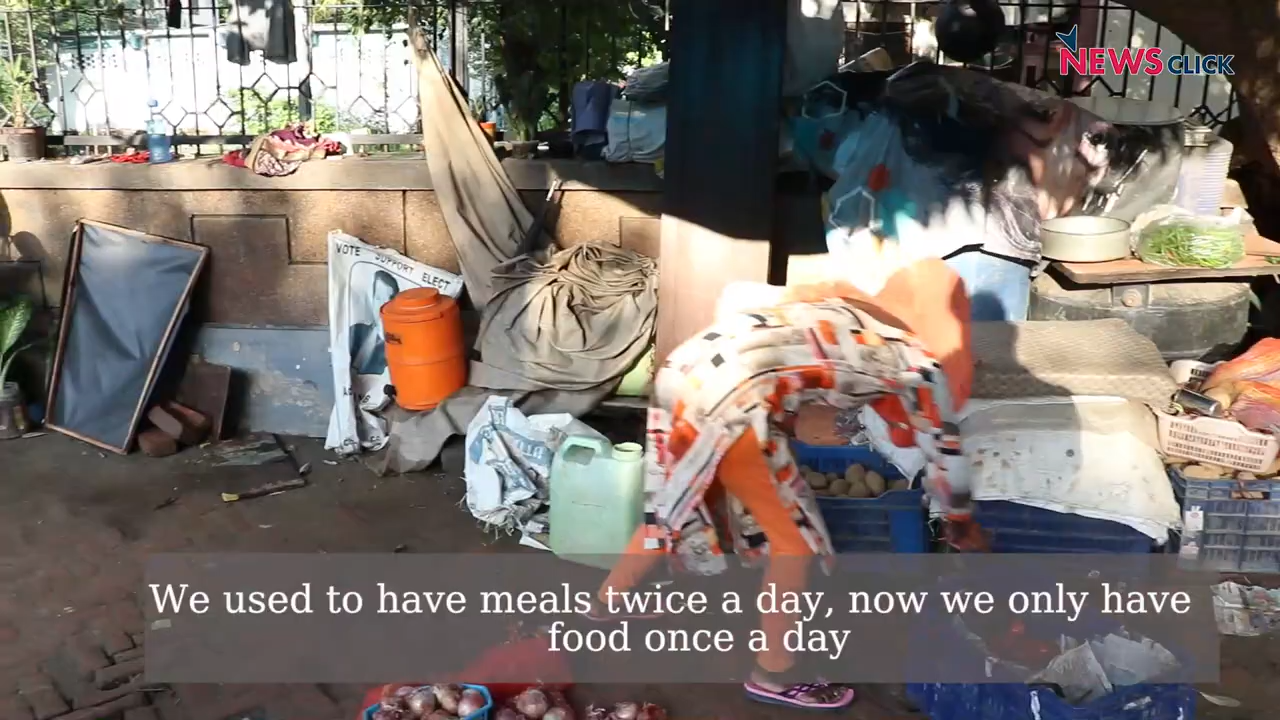 NEWSCLICK
VOTE SUPPORT ELECT
We used to have meals twice a day, now we only have
food once a day